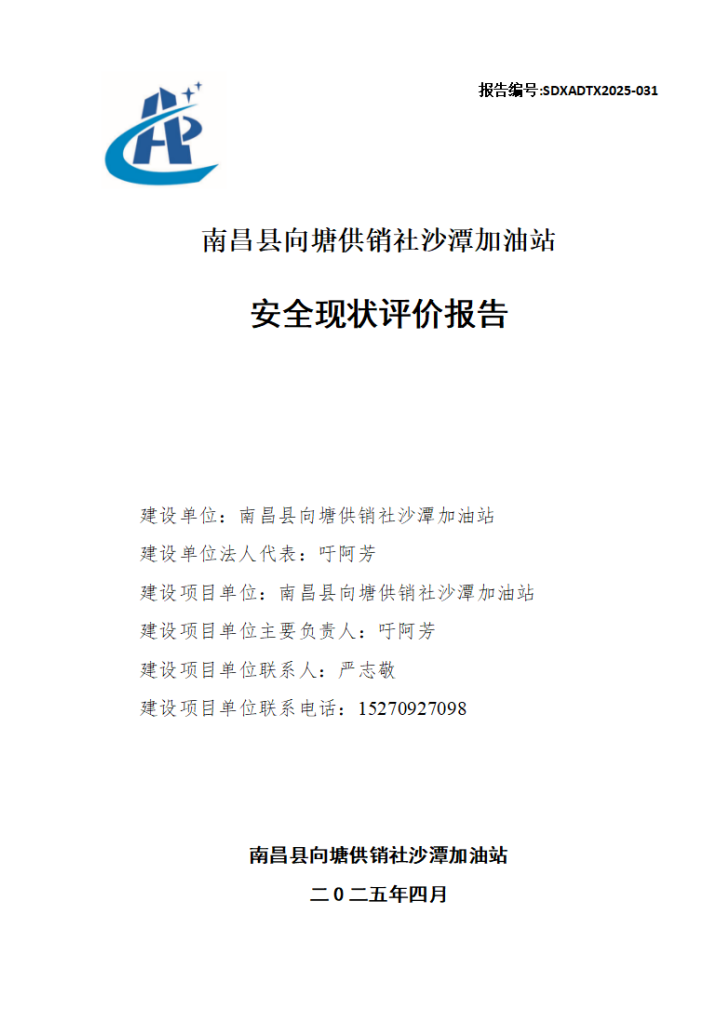 报告编号:SDXADTX2025-031
南昌县向塘供销社沙潭加油站
安全现状评价报告
建设单位：南昌县向塘供销社沙潭加油站
建设单位法人代表：吁阿芳
建设项目单位：南昌县向塘供销社沙潭加油站
建设项目单位主要负责人：吁阿芳
建设项目单位联系人：严志敬
建设项目单位联系电话：15270927098
南昌县向塘供销社沙潭加油站
二0二五年四月